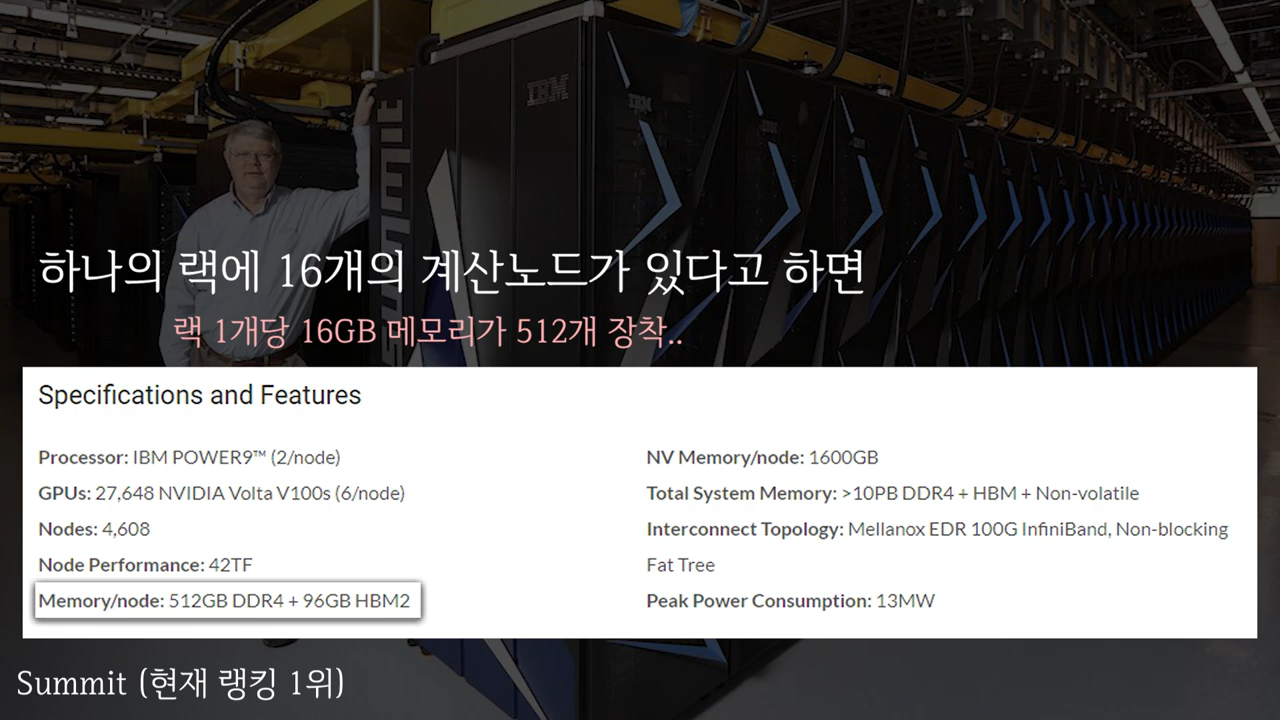 IBM
IBM
SUMMIT
하나의 랙에 16개의 계산노드가 있다고 하면
랙 1개당 16GB 메모리가 512개 장착..
Specifications and Features
Processor: IBM POWER9™ (2/node)
GPUs: 27,648 NVIDIA Volta V100s (6/node)
Nodes: 4,608
Node Performance: 42TF
Memory/node: 512GB DDR4 + 96GB HBM2
NV Memory/node: 1600GB
Total System Memory: >10PB DDR4 + HBM + Non-volatile
Interconnect Topology: Mellanox EDR 100G InfiniBand, Non-blocking
Fat Tree
Peak Power Consumption: 13MW
Summit (현재 랭킹 1위)